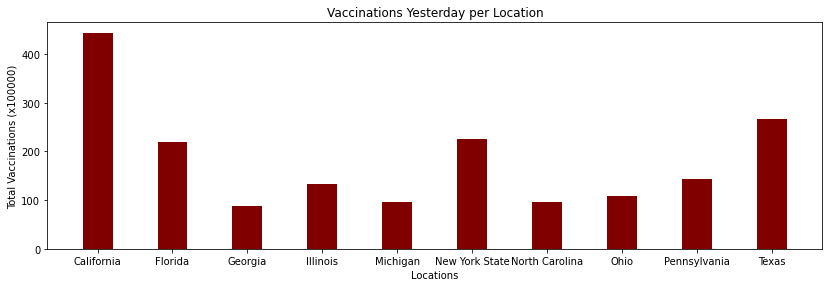 Vaccinations Yesterday per Location
Total Vaccinations (x100000)
400
300
200
100
0
California Florida Georgia Illinois Michigan New York State North Carolina Ohio Pennsylvania Texas
Locations